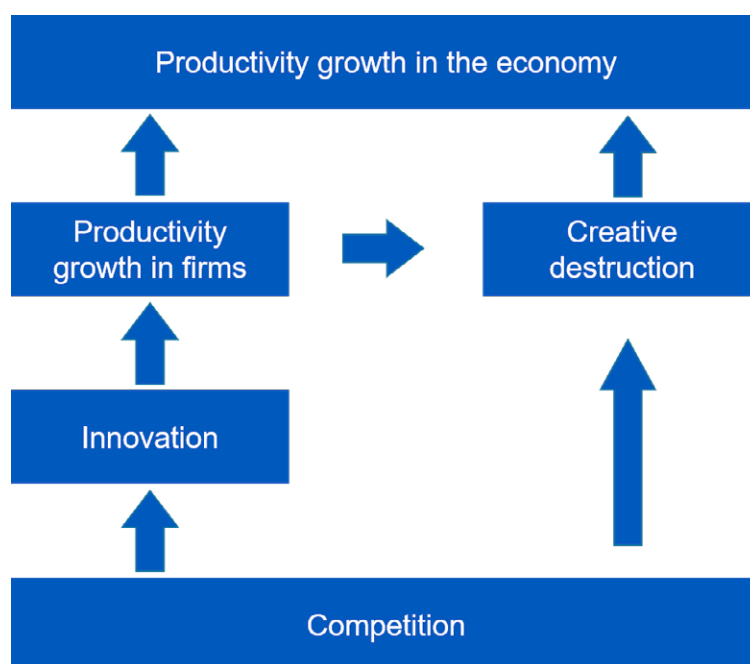 Productivity growth in the economy
Productivity
growth in firms
Creative
destruction
Innovation
Competition